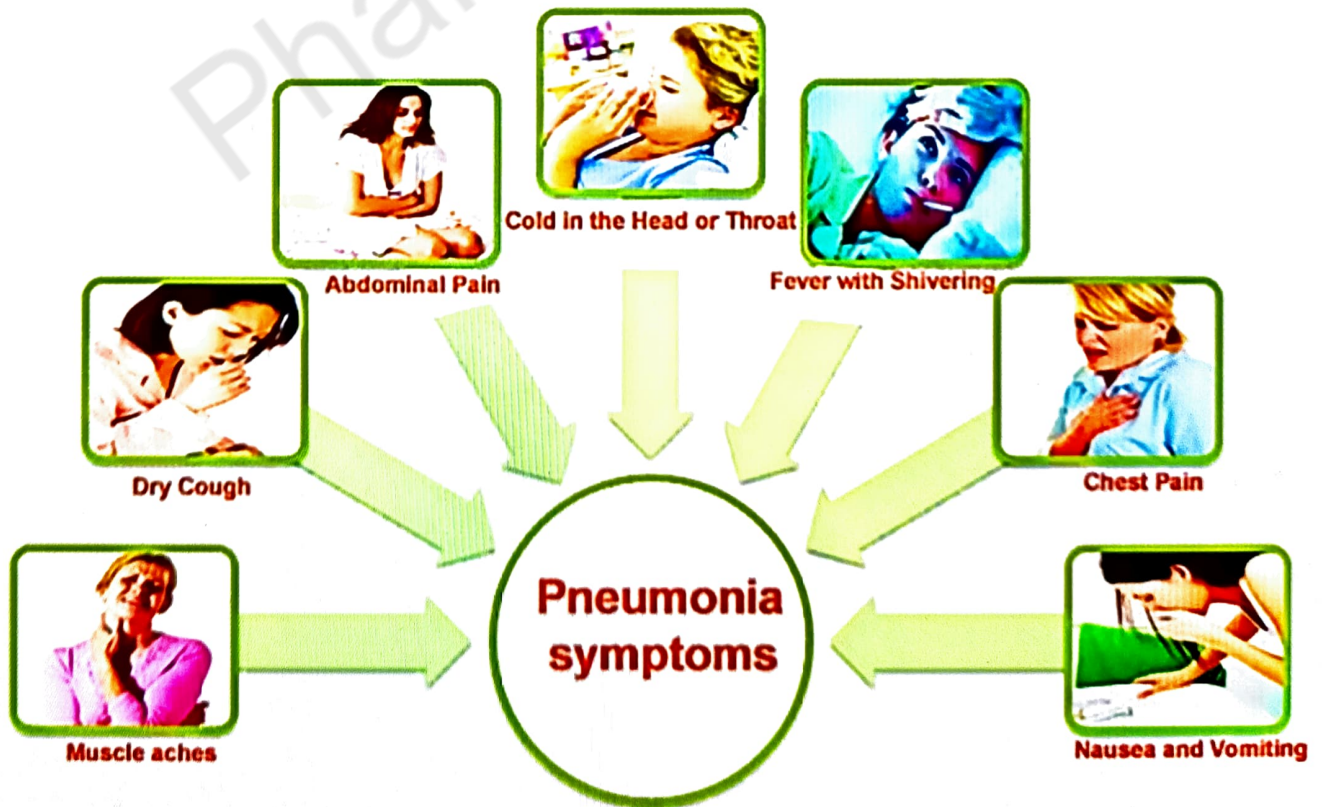 Pha
Cold in the Head or Throat
Abdominal Pain
Fever with Shivering
Dry Cough
Chest Pain
Pneumonia
symptoms
Muscle aches
Nausea and Vomiting